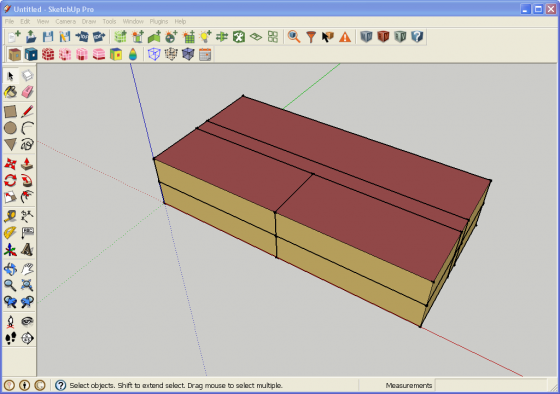 Untitled - SketchUp Pro
File Edit View Camera Draw Tools Window Plugins Help
Select objects. Shift to extend select. Drag mouse to select multiple.
Measurements